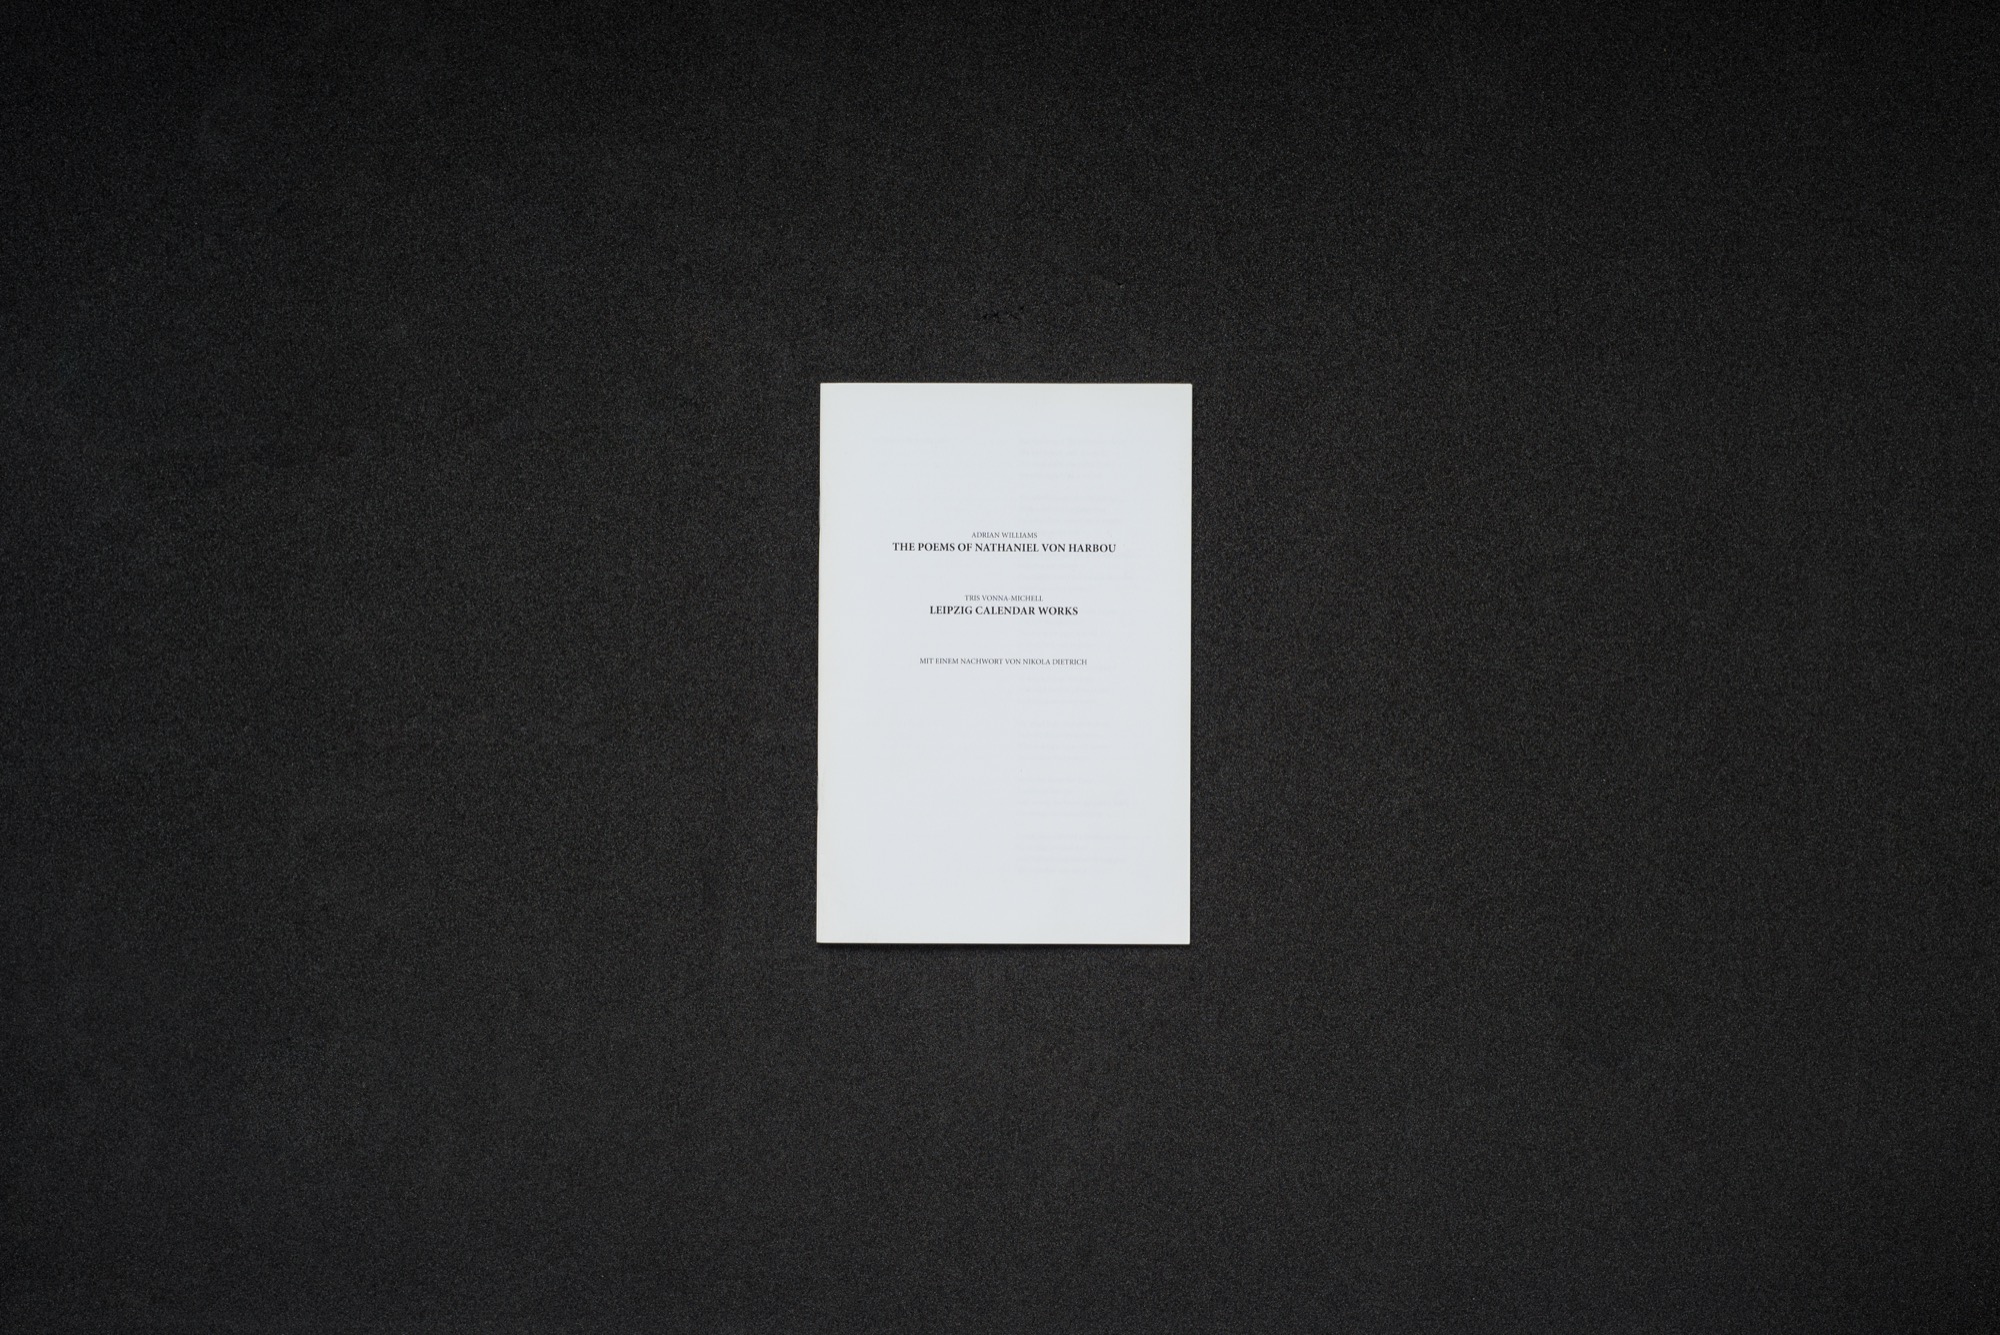 ADRIAN WILLIAMS
THE POEMS OF NATHANIEL VON HARBOU
TRIS VONNA-MICHELL
LEIPZIG CALENDAR WORKS
MIT EINEM NACHWORT VON NIKOLA DIETRICH